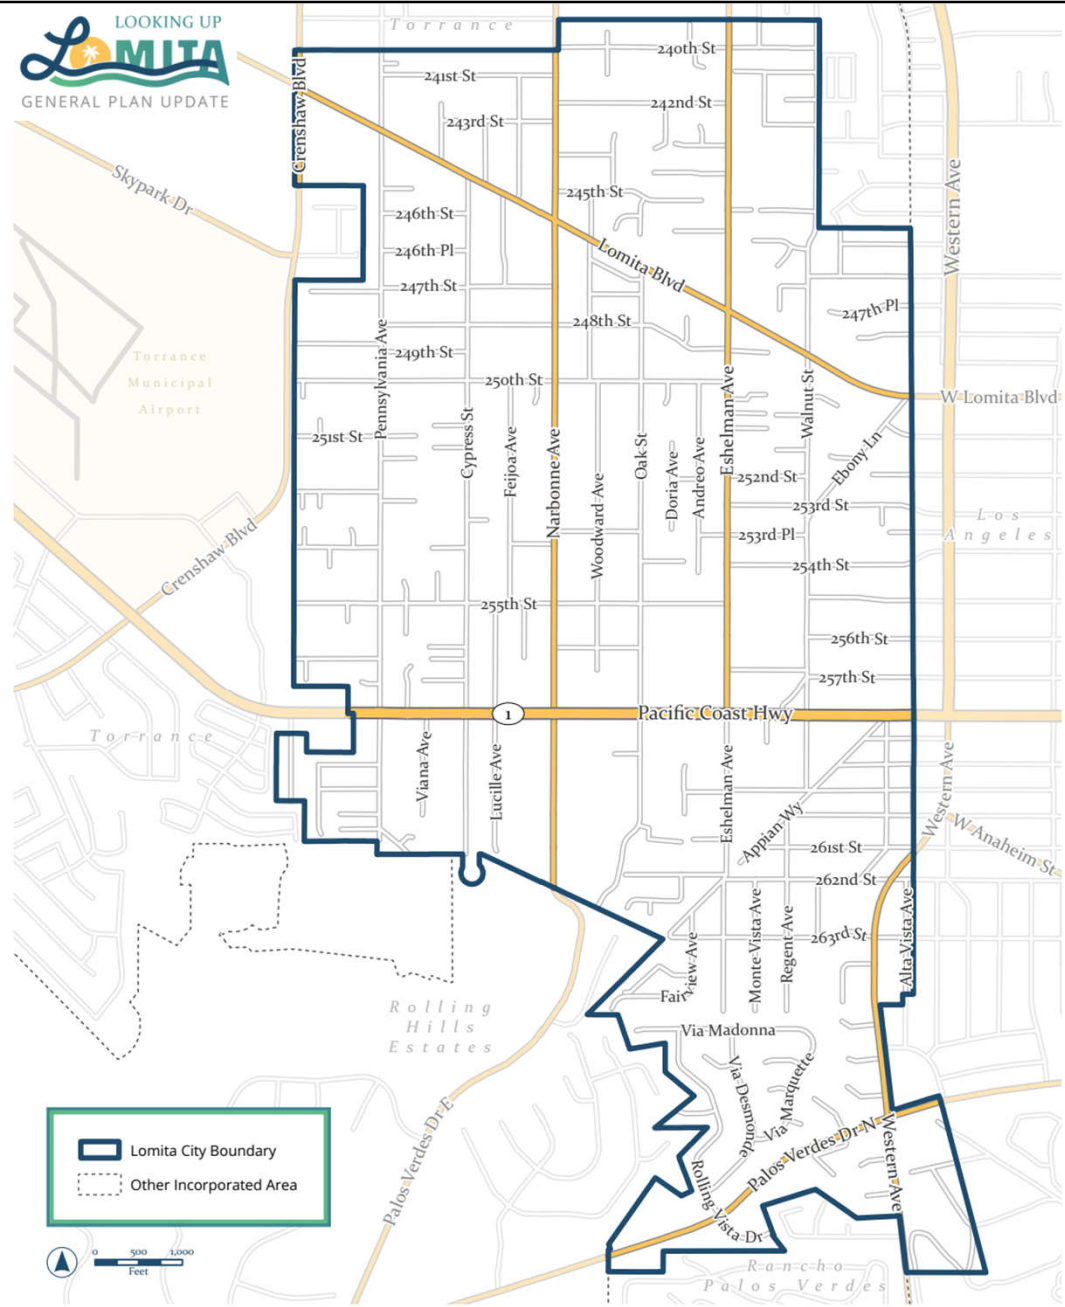 LOOKING UP
LOMITA
GENERAL PLAN UPDATE
Torrance
240th St
241st St
242nd St
243rd St
Crenshaw Blvd
Skypark Dr
Western Ave
245th St
246th St
246th Pl
Lomita Blvd
247th St
247th Pl
248th St
249th St
Torrance
Municipal
Airport
Pennsylvania Ave
250th St
Eshelman Ave
Walnut St
W Lomita Blvd
251st St
Cypress St
Feijoa Ave
Narbonne Ave
Woodward Ave
Oak St
Doria Ave
Andreo Ave
Ebony Ln
252nd St
253rd St
253rd Pl
Los
Angeles
254th St
Crenshaw Blvd
255th St
256th St
257th St
1
Pacific Coast Hwy
Torrance
Viana Ave
Lucille Ave
Eshelman Ave
Appian Wy
Western Ave
W Anaheim St
261st St
262nd St
263rd St
Monte Vista Ave
Regent Ave
Alta Vista Ave
Fairview Ave
Rolling
Hills
Estates
Via Madonna
Via Desmonde
Via Marquette
Palos Verdes Dr E
Palos Verdes Dr N
Western Ave
Rolling Vista Dr
Rancho
Palos Verdes
Lomita City Boundary
Other Incorporated Area
0 500 1,000
Feet